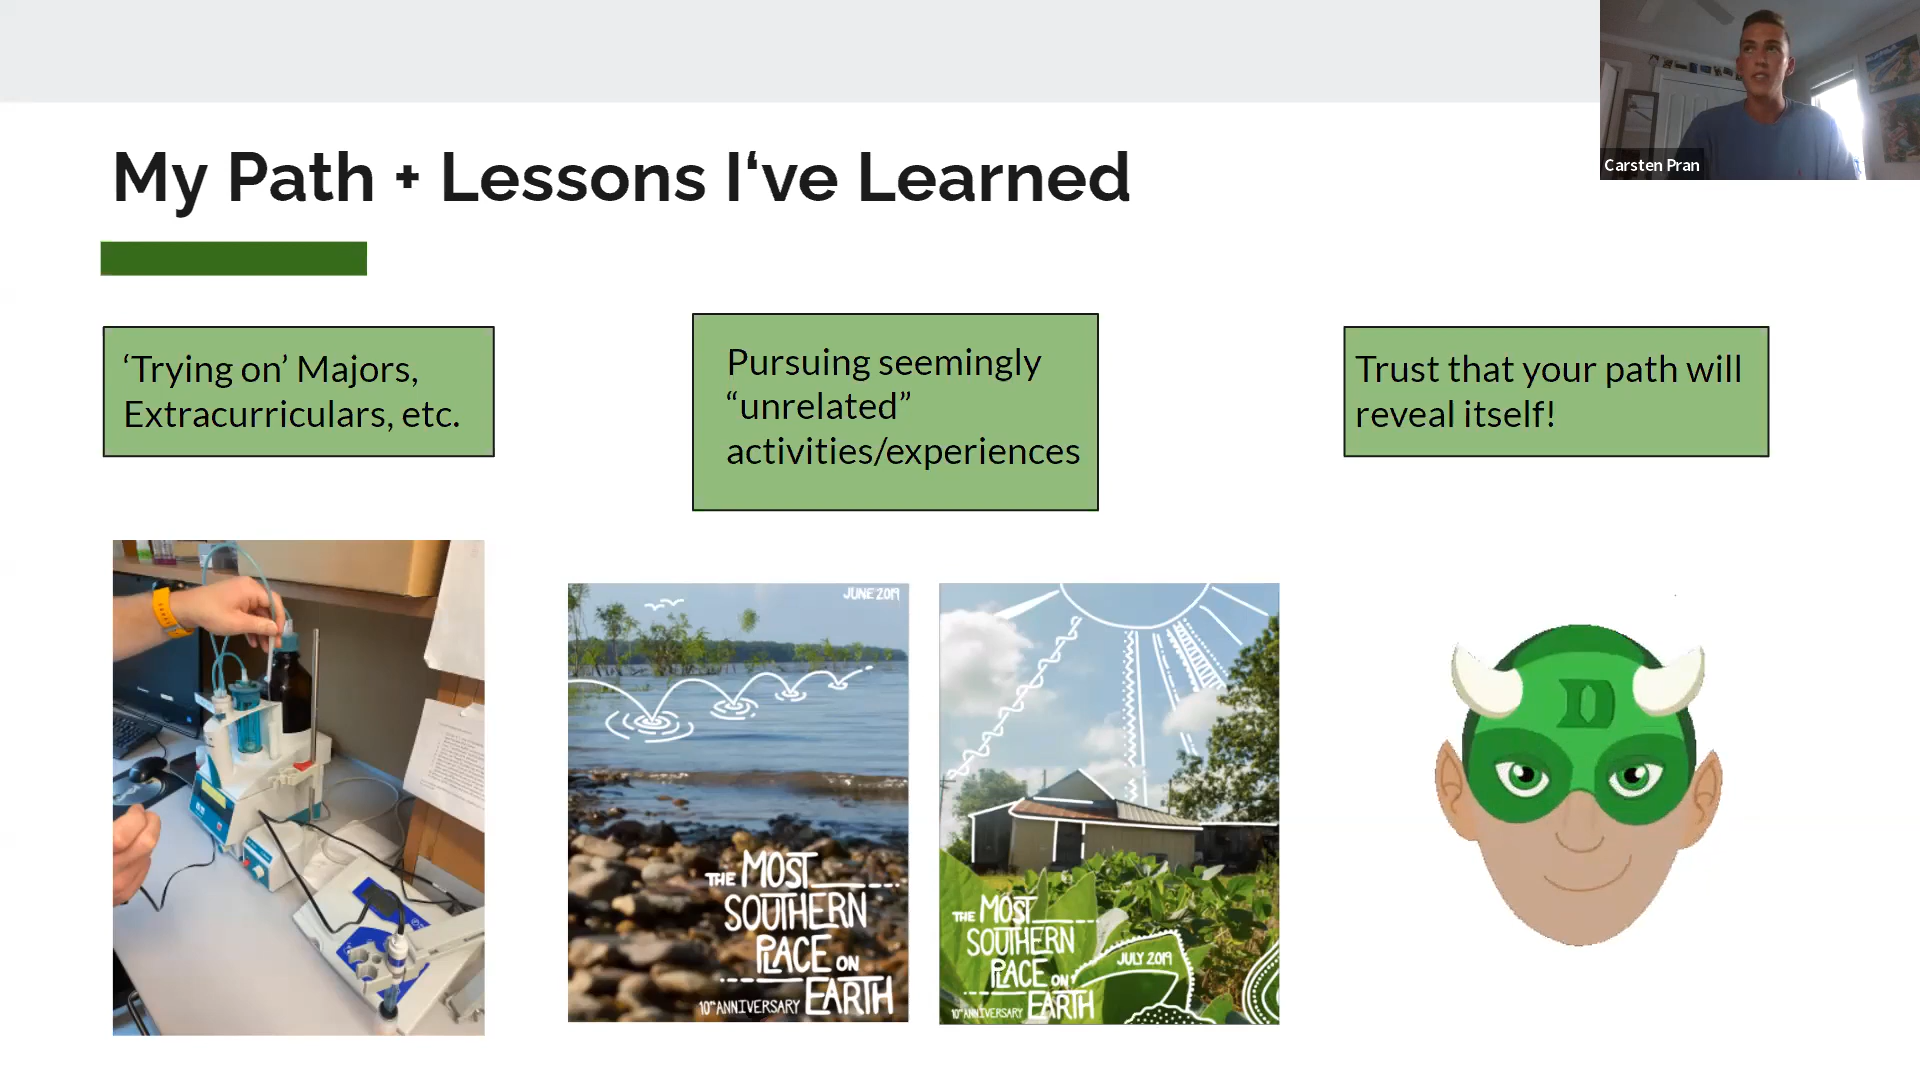 Carsten Pran
My Path + Lessons I‘ve Learned
‘Trying on’ Majors,
Extracurriculars, etc.
Pursuing seemingly
“unrelated”
activities/experiences
Trust that your path will
reveal itself!
JUNE 2019
THE MOST
SOUTHERN
PLACE ON
EARTH
10TH ANNIVERSARY
THE MOST
SOUTHERN
PLACE ON
EARTH
10TH ANNIVERSARY
JULY 2019
D